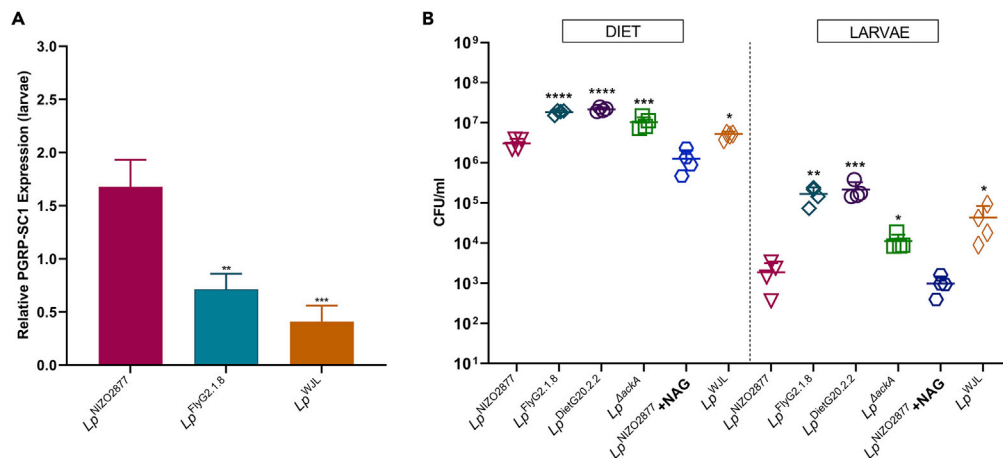 A
Relative PGRP-SC1 Expression (larvae)
3.0
2.5
2.0
1.5
1.0
0.5
0.0
**
***
Lp^NIZO2877
Lp^FlyG2.1.8
Lp^WJL
B
DIET
LARVAE
CFU/ml
10^9
10^8
10^7
10^6
10^5
10^4
10^3
10^2
10^1
**** **** *** *
** *** * *
Lp^NIZO2877
Lp^FlyG2.1.8
Lp^DietG20.2.2
Lp^ΔackA
Lp^NIZO2877 +NAG
Lp^WJL
Lp^NIZO2877
Lp^FlyG2.1.8
Lp^DietG20.2.2
Lp^ΔackA
Lp^NIZO2877 +NAG
Lp^WJL